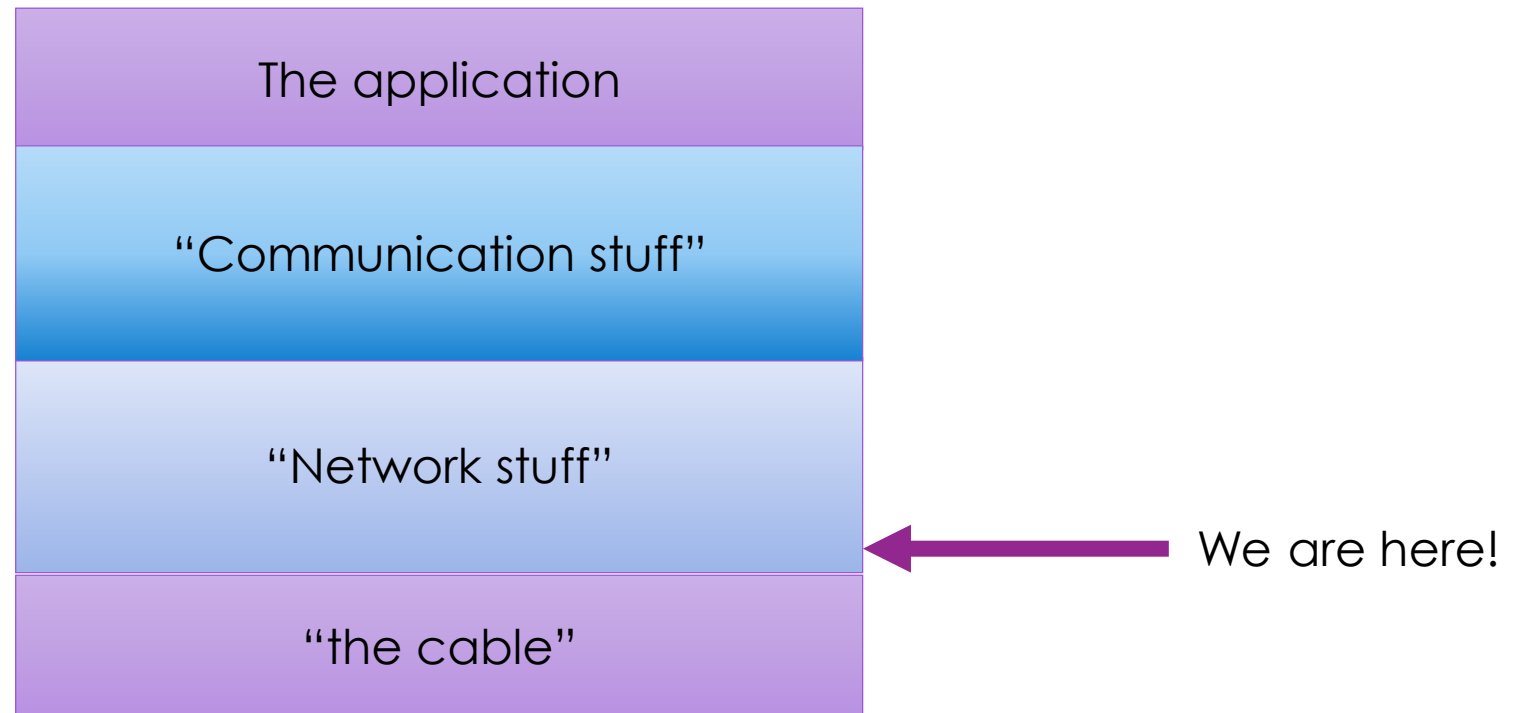 The application
“Communication stuff”
“Network stuff”
We are here!
“the cable”